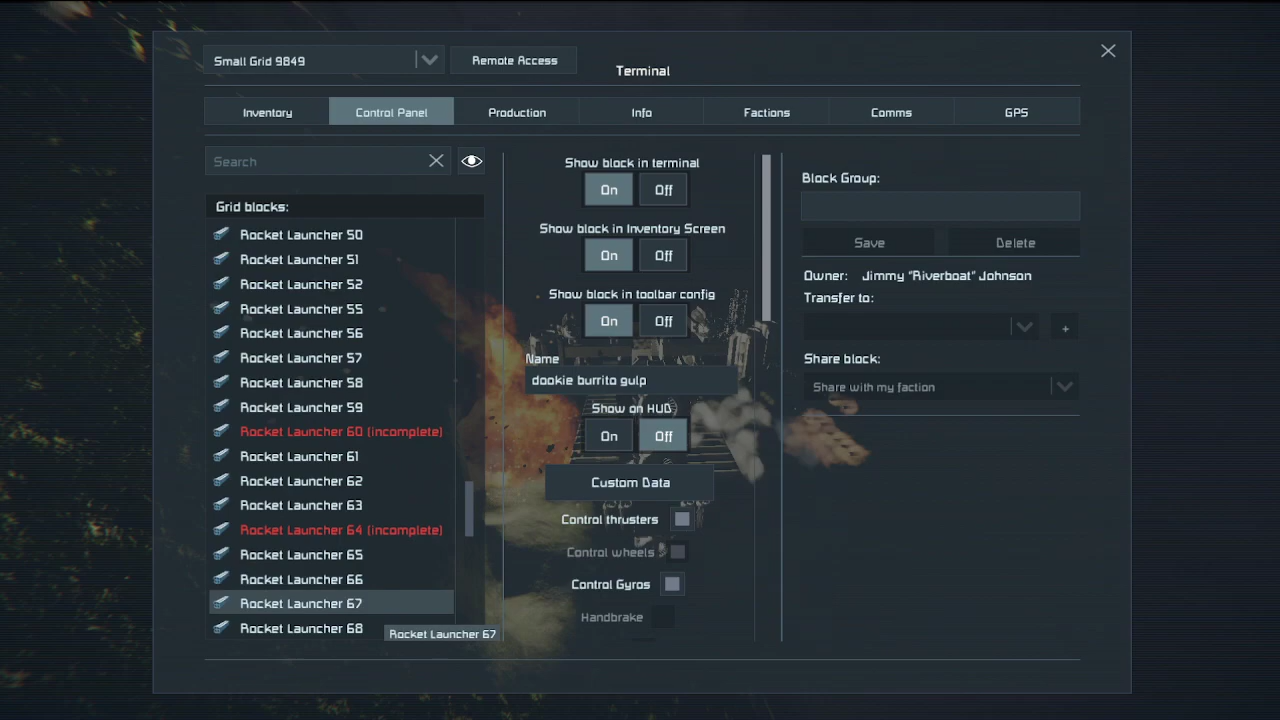 Small Grid 9849
Remote Access
Terminal
Inventory
Control Panel
Production
Info
Factions
Comms
GPS
Search
Grid blocks:
Rocket Launcher 50
Rocket Launcher 51
Rocket Launcher 52
Rocket Launcher 55
Rocket Launcher 56
Rocket Launcher 57
Rocket Launcher 58
Rocket Launcher 59
Rocket Launcher 60 (incomplete)
Rocket Launcher 61
Rocket Launcher 62
Rocket Launcher 63
Rocket Launcher 64 (incomplete)
Rocket Launcher 65
Rocket Launcher 66
Rocket Launcher 67
Rocket Launcher 68
Rocket Launcher 67
Show block in terminal
On Off
Show block in Inventory Screen
On Off
Show block in toolbar config
On Off
Name
dookie burrito gulp
Show on HUD
On Off
Custom Data
Control thrusters
Control wheels
Control Gyros
Handbrake
Block Group:
Save
Delete
Owner: Jimmy "Riverboat" Johnson
Transfer to:
+
Share block:
Share with my faction